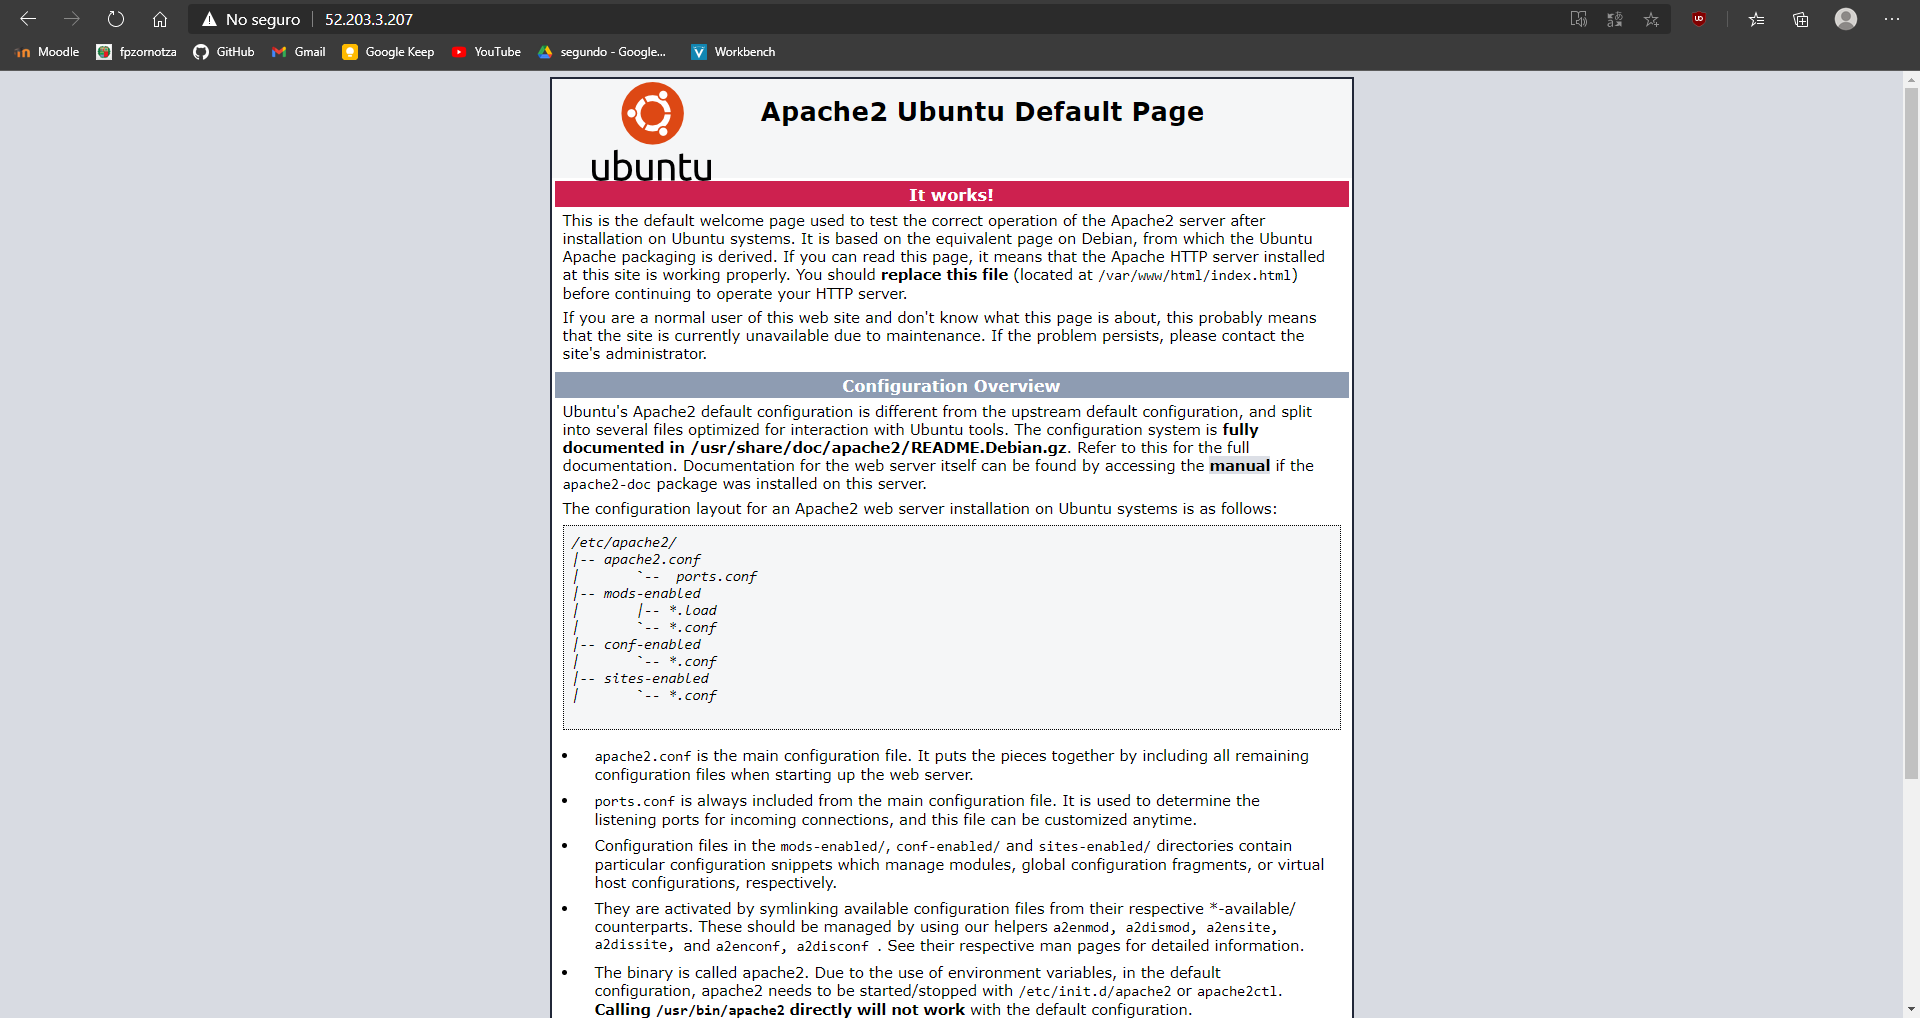 No seguro | 52.203.3.207
Moodle fpzornotza GitHub Gmail Google Keep YouTube segundo - Google... Workbench
ubuntu
Apache2 Ubuntu Default Page
It works!
This is the default welcome page used to test the correct operation of the Apache2 server after
installation on Ubuntu systems. It is based on the equivalent page on Debian, from which the Ubuntu
Apache packaging is derived. If you can read this page, it means that the Apache HTTP server installed
at this site is working properly. You should replace this file (located at /var/www/html/index.html)
before continuing to operate your HTTP server.
If you are a normal user of this web site and don't know what this page is about, this probably means
that the site is currently unavailable due to maintenance. If the problem persists, please contact the
site's administrator.
Configuration Overview
Ubuntu's Apache2 default configuration is different from the upstream default configuration, and split
into several files optimized for interaction with Ubuntu tools. The configuration system is fully
documented in /usr/share/doc/apache2/README.Debian.gz. Refer to this for the full
documentation. Documentation for the web server itself can be found by accessing the manual if the
apache2-doc package was installed on this server.
The configuration layout for an Apache2 web server installation on Ubuntu systems is as follows:
/etc/apache2/
|-- apache2.conf
|       `--  ports.conf
|-- mods-enabled
|       |-- *.load
|       `-- *.conf
|-- conf-enabled
|       `-- *.conf
|-- sites-enabled
|       `-- *.conf
• apache2.conf is the main configuration file. It puts the pieces together by including all remaining
configuration files when starting up the web server.
• ports.conf is always included from the main configuration file. It is used to determine the
listening ports for incoming connections, and this file can be customized anytime.
• Configuration files in the mods-enabled/, conf-enabled/ and sites-enabled/ directories contain
particular configuration snippets which manage modules, global configuration fragments, or virtual
host configurations, respectively.
• They are activated by symlinking available configuration files from their respective *-available/
counterparts. These should be managed by using our helpers a2enmod, a2dismod, a2ensite,
a2dissite, and a2enconf, a2disconf . See their respective man pages for detailed information.
• The binary is called apache2. Due to the use of environment variables, in the default
configuration, apache2 needs to be started/stopped with /etc/init.d/apache2 or apache2ctl.
Calling /usr/bin/apache2 directly will not work with the default configuration.